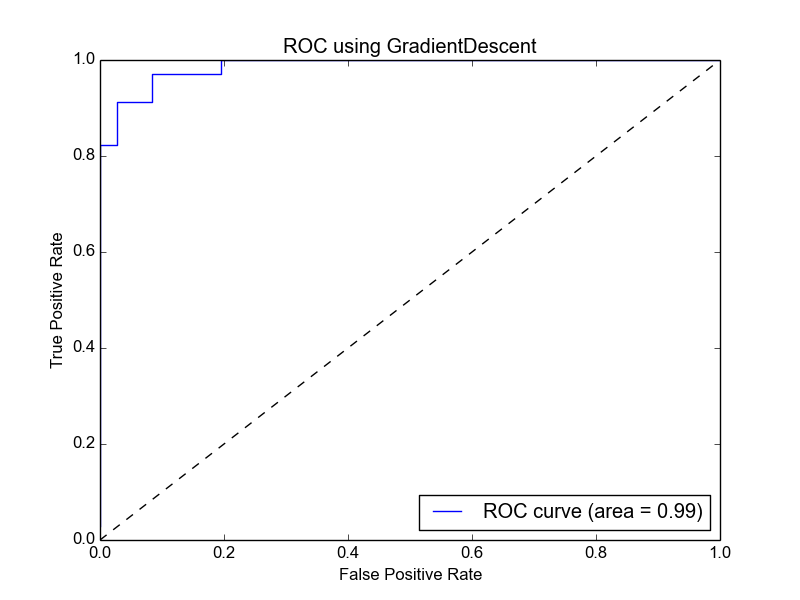 ROC using GradientDescent
1.0
0.8
0.6
0.4
0.2
0.0
True Positive Rate
ROC curve (area = 0.99)
0.0 0.2 0.4 0.6 0.8 1.0
False Positive Rate